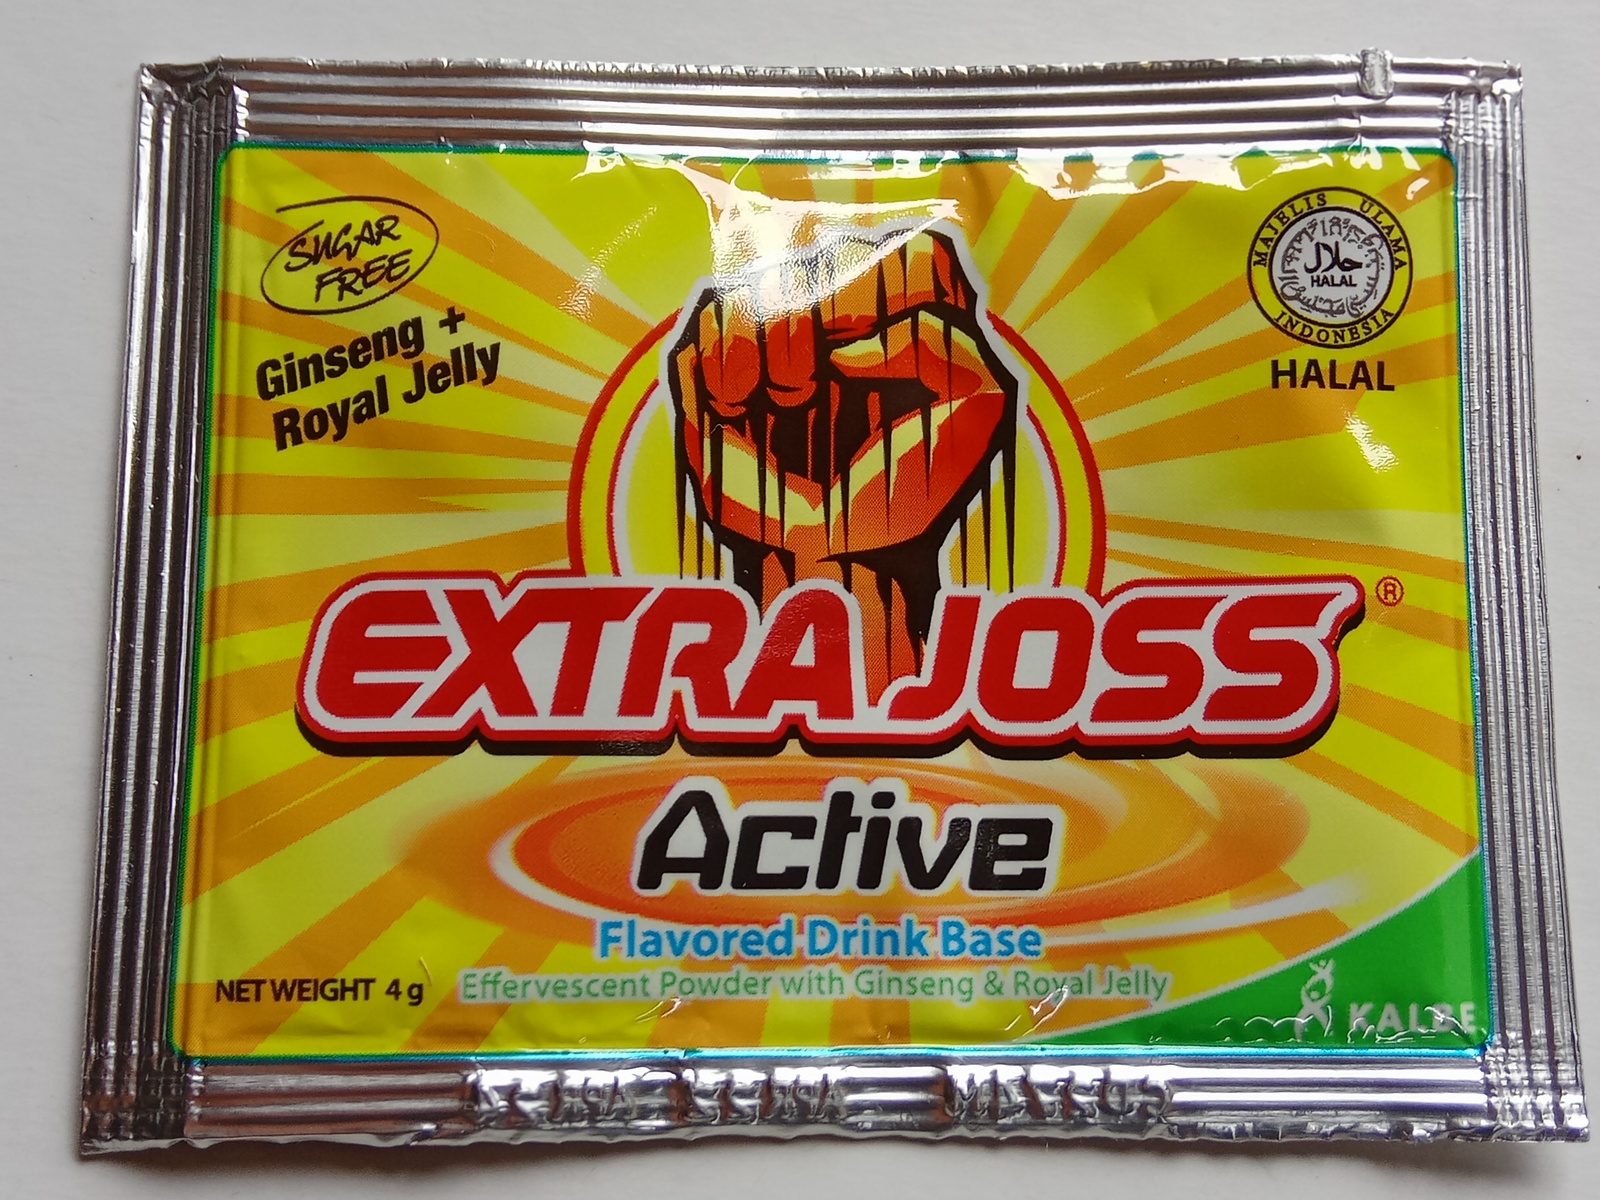 SUGAR
FREE
Ginseng +
Royal Jelly
MAJELIS ULAMA
حلال
HALAL
INDONESIA
HALAL
EXTRA JOSS®
Active
Flavored Drink Base
Effervescent Powder with Ginseng & Royal Jelly
NET WEIGHT 4 g
KALBE